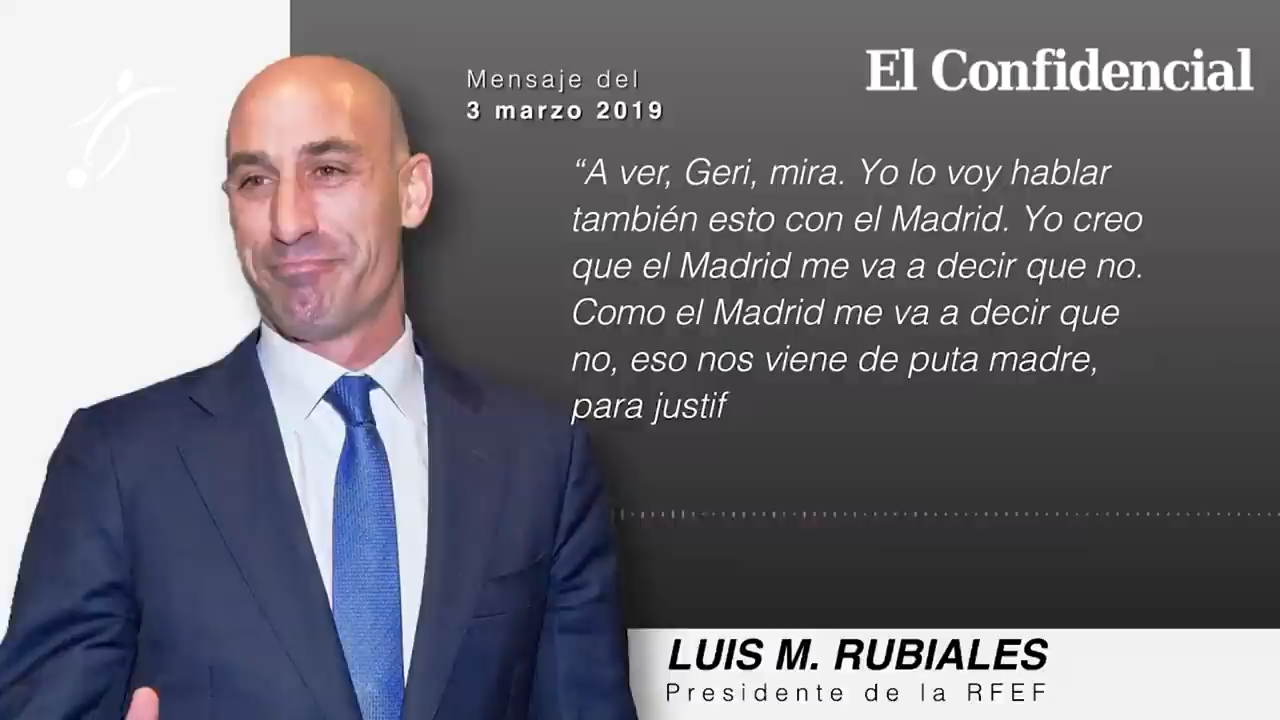 Mensaje del
3 marzo 2019
El Confidencial
“A ver, Geri, mira. Yo lo voy hablar
también esto con el Madrid. Yo creo
que el Madrid me va a decir que no.
Como el Madrid me va a decir que
no, eso nos viene de puta madre,
para justif
LUIS M. RUBIALES
Presidente de la RFEF